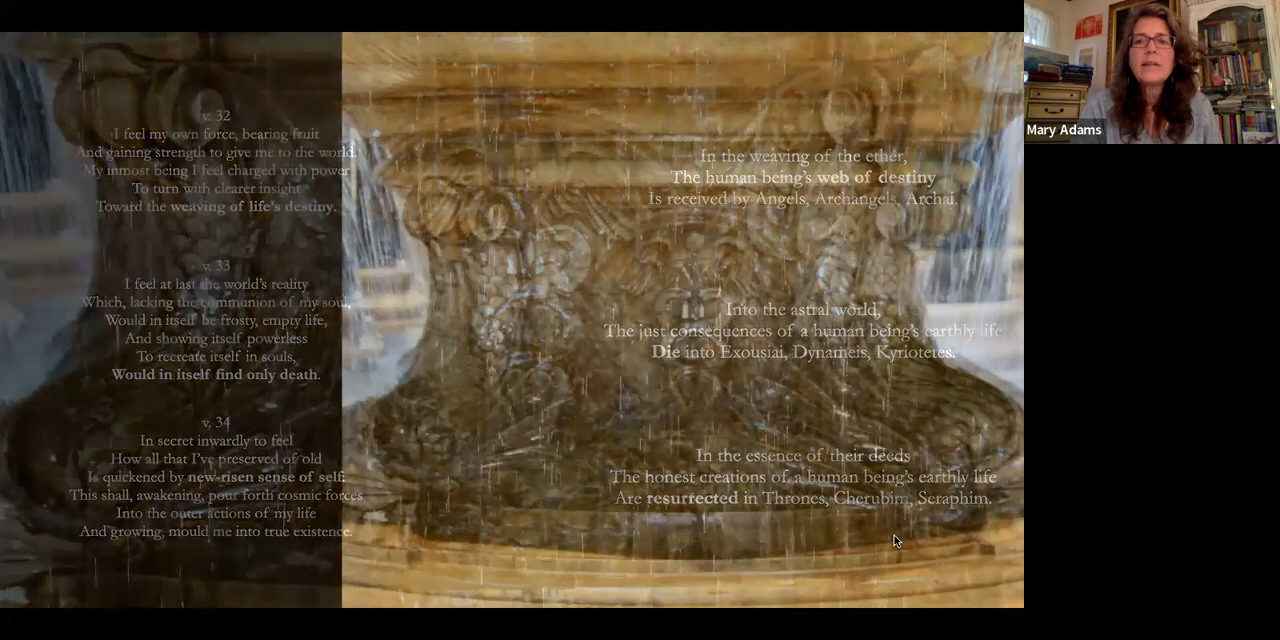 v. 32
I feel my own force, bearing fruit
And gaining strength to give me to the world.
My inmost being I feel charged with power
To turn with clearer insight
Toward the weaving of life's destiny.
v. 33
I feel at last the world's reality
Which, lacking the communion of my soul,
Would in itself be frosty, empty life,
And showing itself powerless
To recreate itself in souls,
Would in itself find only death.
v. 34
In secret inwardly to feel
How all that I've preserved of old
Is quickened by new-risen sense of self:
This shall, awakening, pour forth cosmic forces
Into the outer actions of my life
And growing, mould me into true existence.
In the weaving of the ether,
The human being's web of destiny
Is received by Angels, Archangels, Archai.
Into the astral world,
The just consequences of a human being's earthly life
Die into Exousiai, Dynameis, Kyriotetes.
In the essence of their deeds
The honest creations of a human being's earthly life
Are resurrected in Thrones, Cherubim, Seraphim.
Mary Adams